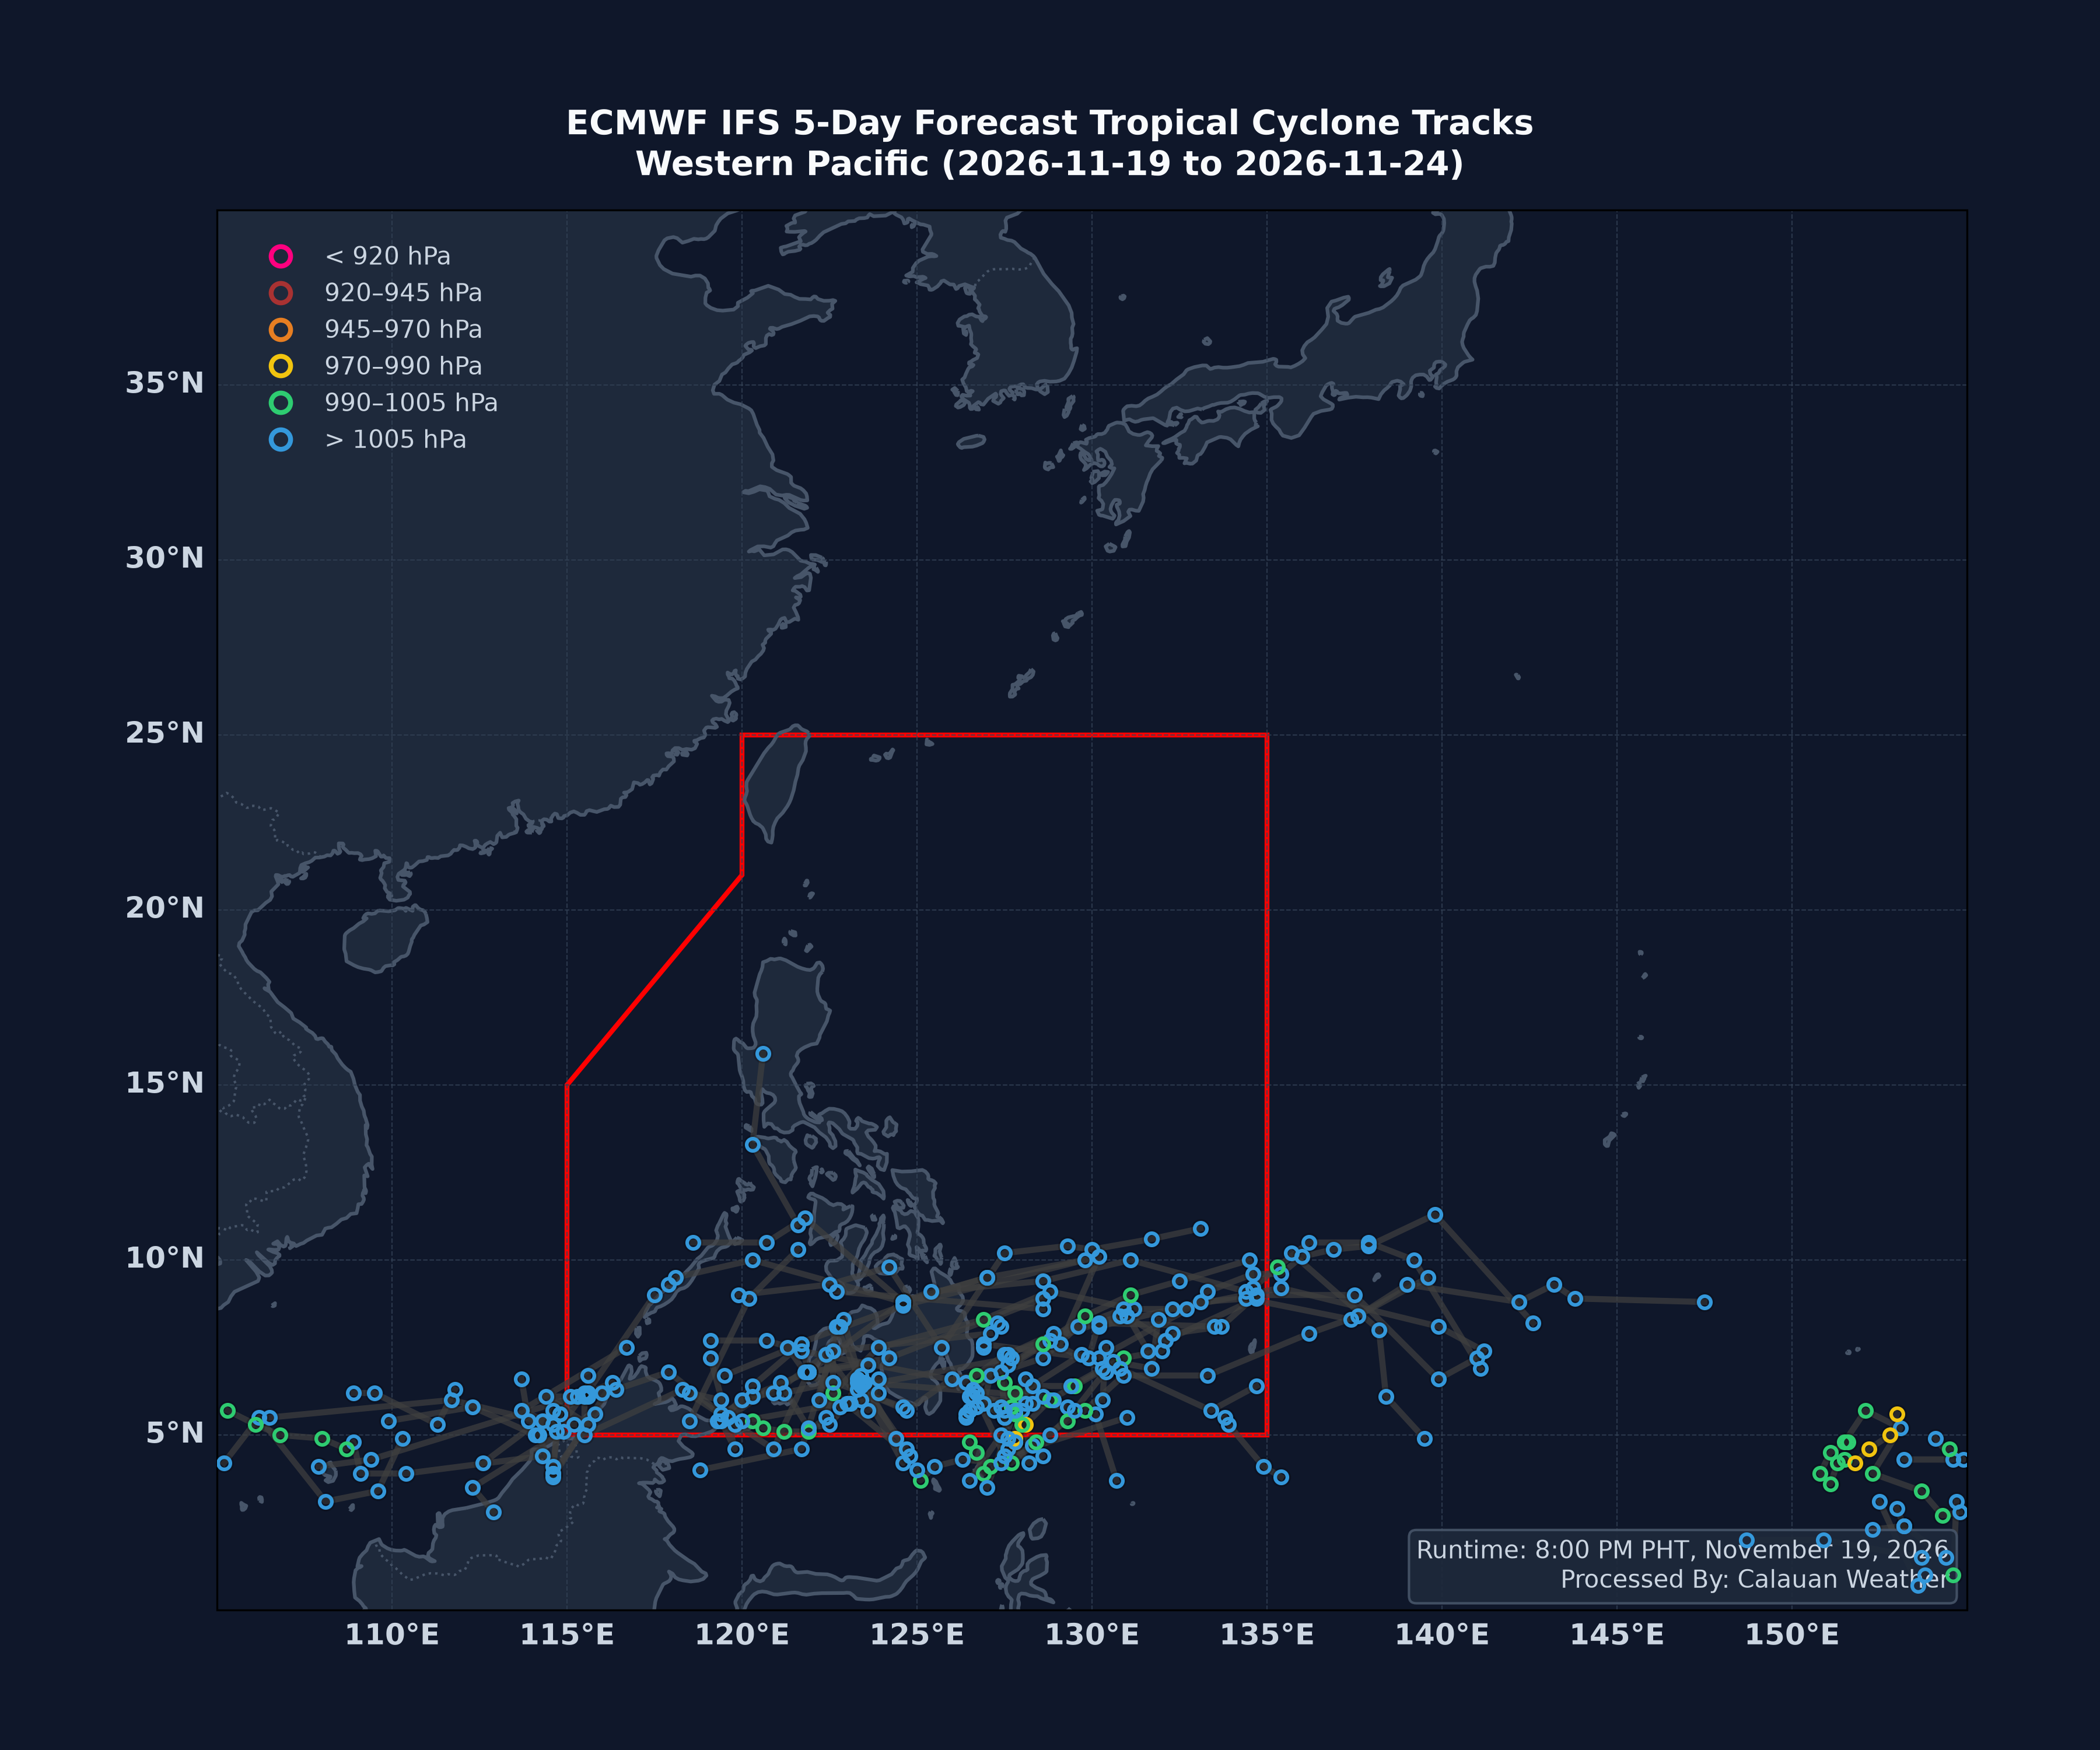 ECMWF IFS 5-Day Forecast Tropical Cyclone Tracks
Western Pacific (2026-11-19 to 2026-11-24)
< 920 hPa
920–945 hPa
945–970 hPa
970–990 hPa
990–1005 hPa
> 1005 hPa
35°N
30°N
25°N
20°N
15°N
10°N
5°N
Runtime: 8:00 PM PHT, November 19, 2026
Processed By: Calauan Weather
110°E
115°E
120°E
125°E
130°E
135°E
140°E
145°E
150°E